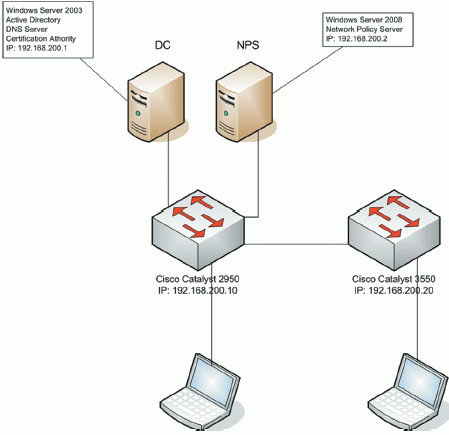 Windows Server 2003
Active Directory
DNS Server
Certification Athority
IP: 192.168.200.1
Windows Server 2008
Network Policy Server
IP: 192.168.200.2
DC
NPS
Cisco Catalyst 2950
IP: 192.168.200.10
Cisco Catalyst 3550
IP: 192.168.200.20